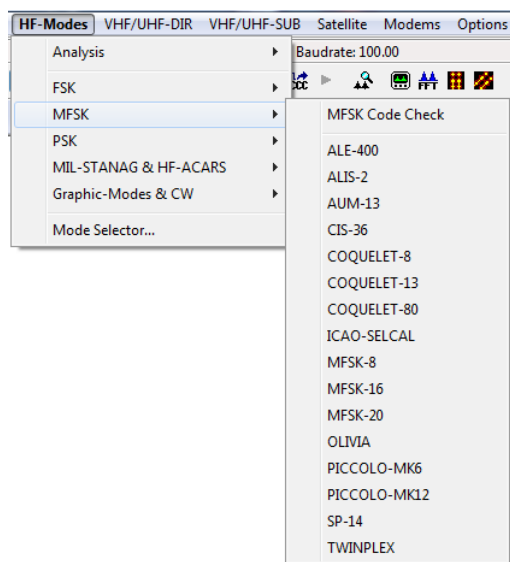 HF-Modes VHF/UHF-DIR VHF/UHF-SUB Satellite Modems Options
Analysis
Baudrate: 100.00
FSK
MFSK
PSK
MIL-STANAG & HF-ACARS
Graphic-Modes & CW
Mode Selector...
CCC
FFT
MFSK Code Check
ALE-400
ALIS-2
AUM-13
CIS-36
COQUELET-8
COQUELET-13
COQUELET-80
ICAO-SELCAL
MFSK-8
MFSK-16
MFSK-20
OLIVIA
PICCOLO-MK6
PICCOLO-MK12
SP-14
TWINPLEX